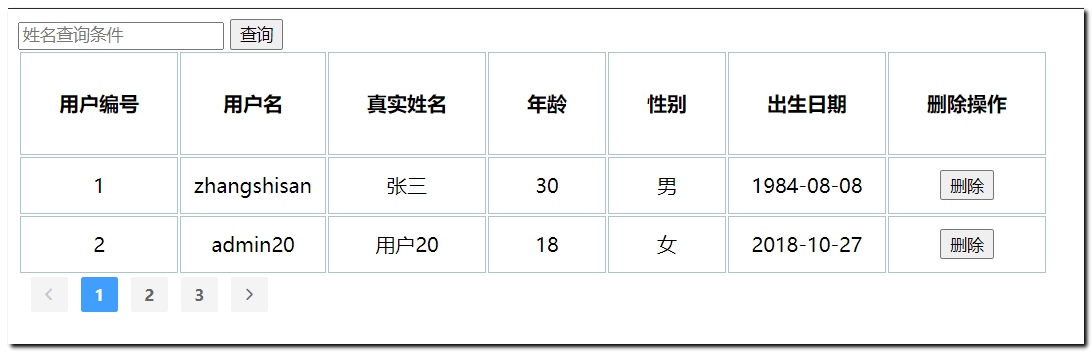 姓名查询条件 查询
用户编号 用户名 真实姓名 年龄 性别 出生日期 删除操作
1 zhangshisan 张三 30 男 1984-08-08 删除
2 admin20 用户20 18 女 2018-10-27 删除
1 2 3